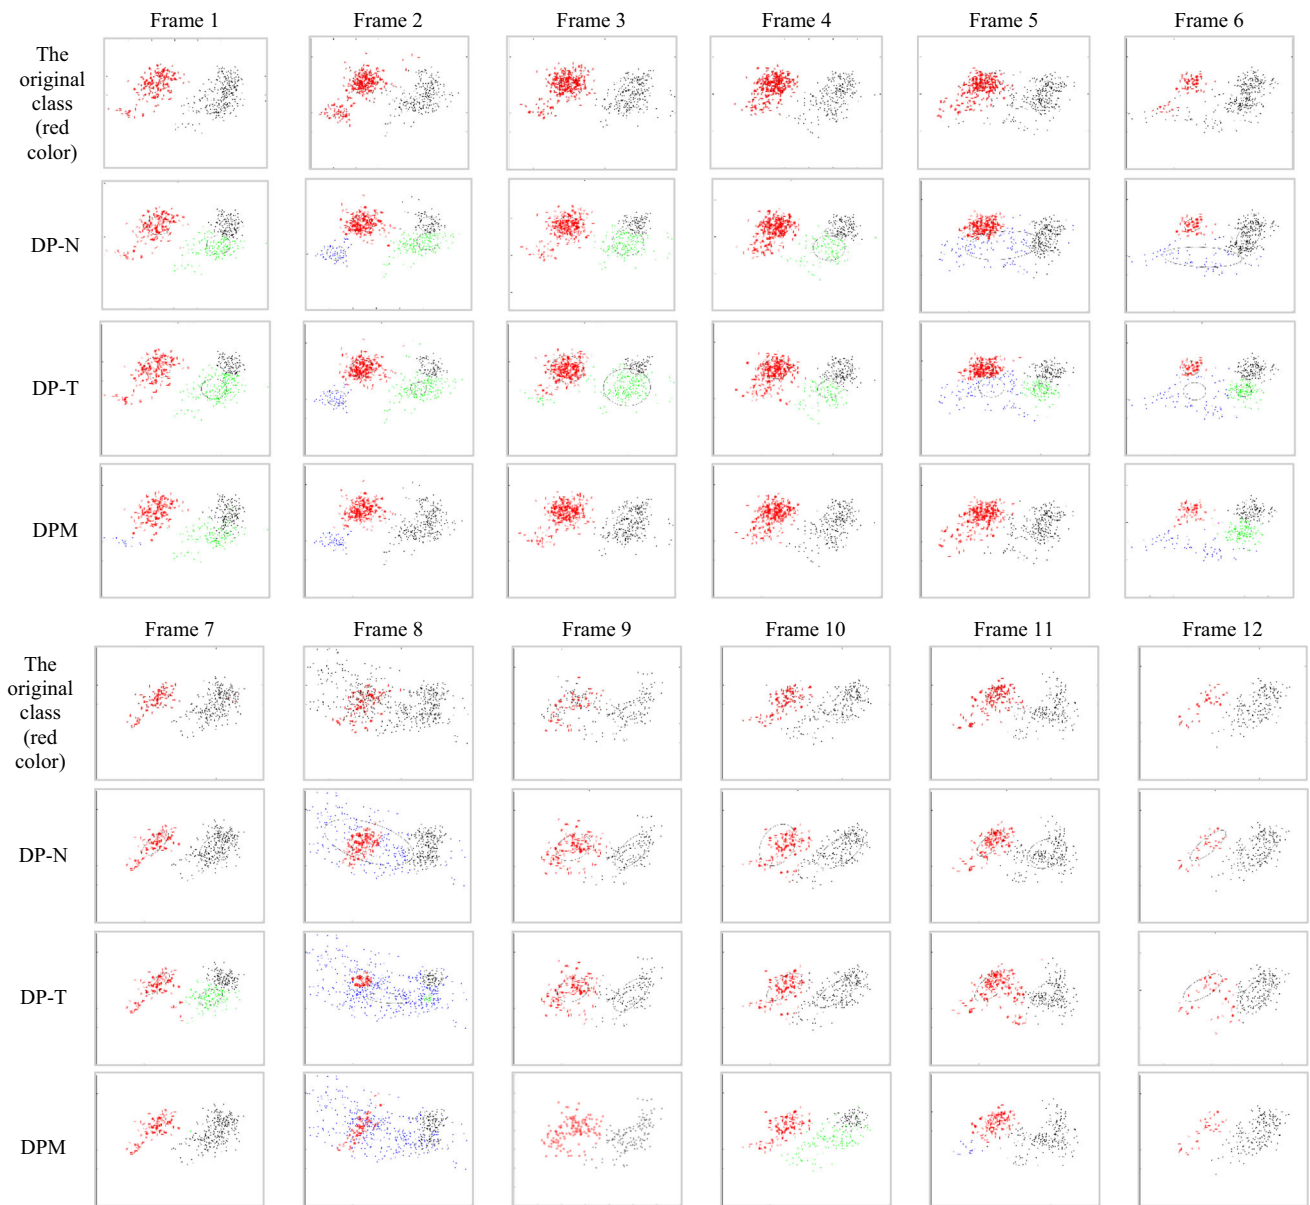 Frame 1 Frame 2 Frame 3 Frame 4 Frame 5 Frame 6
The
original
class
(red
color)
DP-N
DP-T
DPM
Frame 7 Frame 8 Frame 9 Frame 10 Frame 11 Frame 12
The
original
class
(red
color)
DP-N
DP-T
DPM